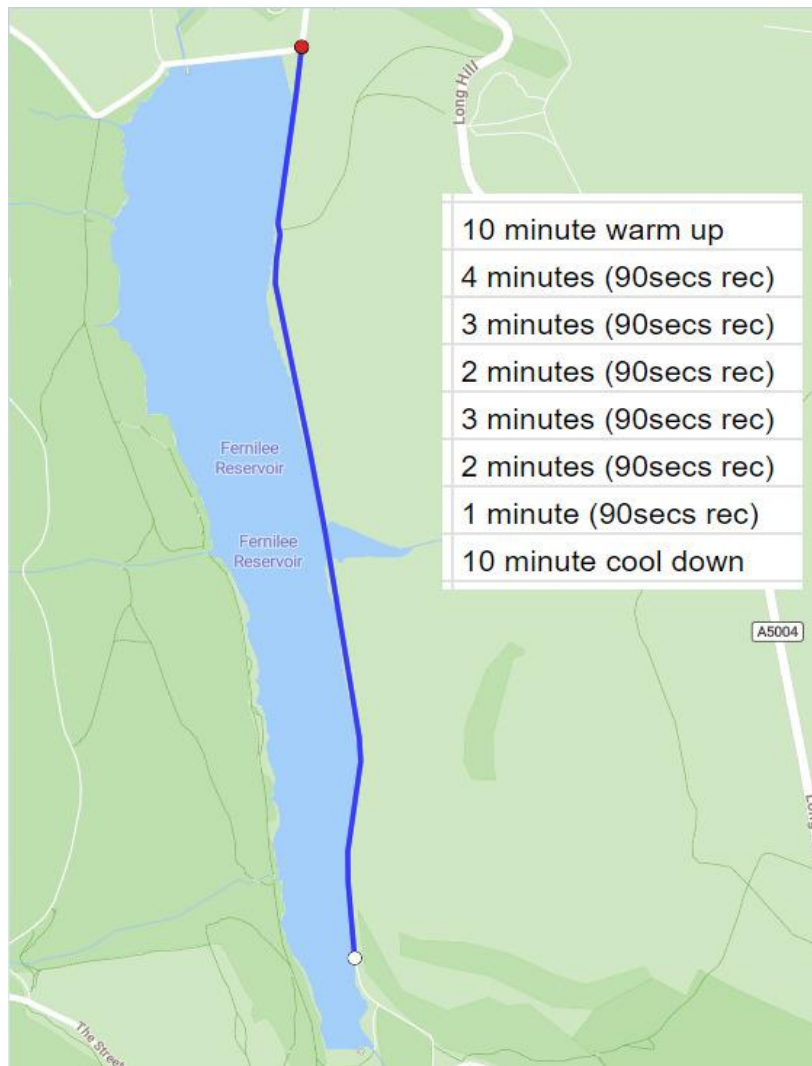 Long Hill
10 minute warm up
4 minutes (90secs rec)
3 minutes (90secs rec)
2 minutes (90secs rec)
3 minutes (90secs rec)
2 minutes (90secs rec)
1 minute (90secs rec)
10 minute cool down
Fernilee
Reservoir
Fernilee
Reservoir
A5004
Long
The Street